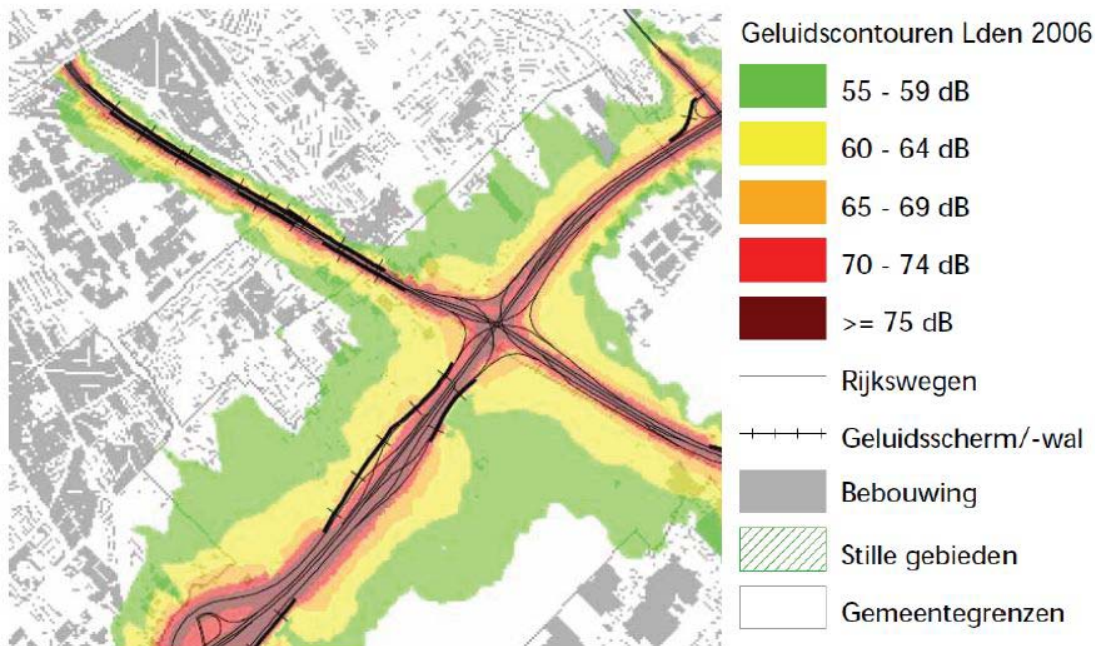 Geluidscontouren Lden 2006
55 - 59 dB
60 - 64 dB
65 - 69 dB
70 - 74 dB
>= 75 dB
Rijkswegen
Geluidsscherm/-wal
Bebouwing
Stille gebieden
Gemeentegrenzen